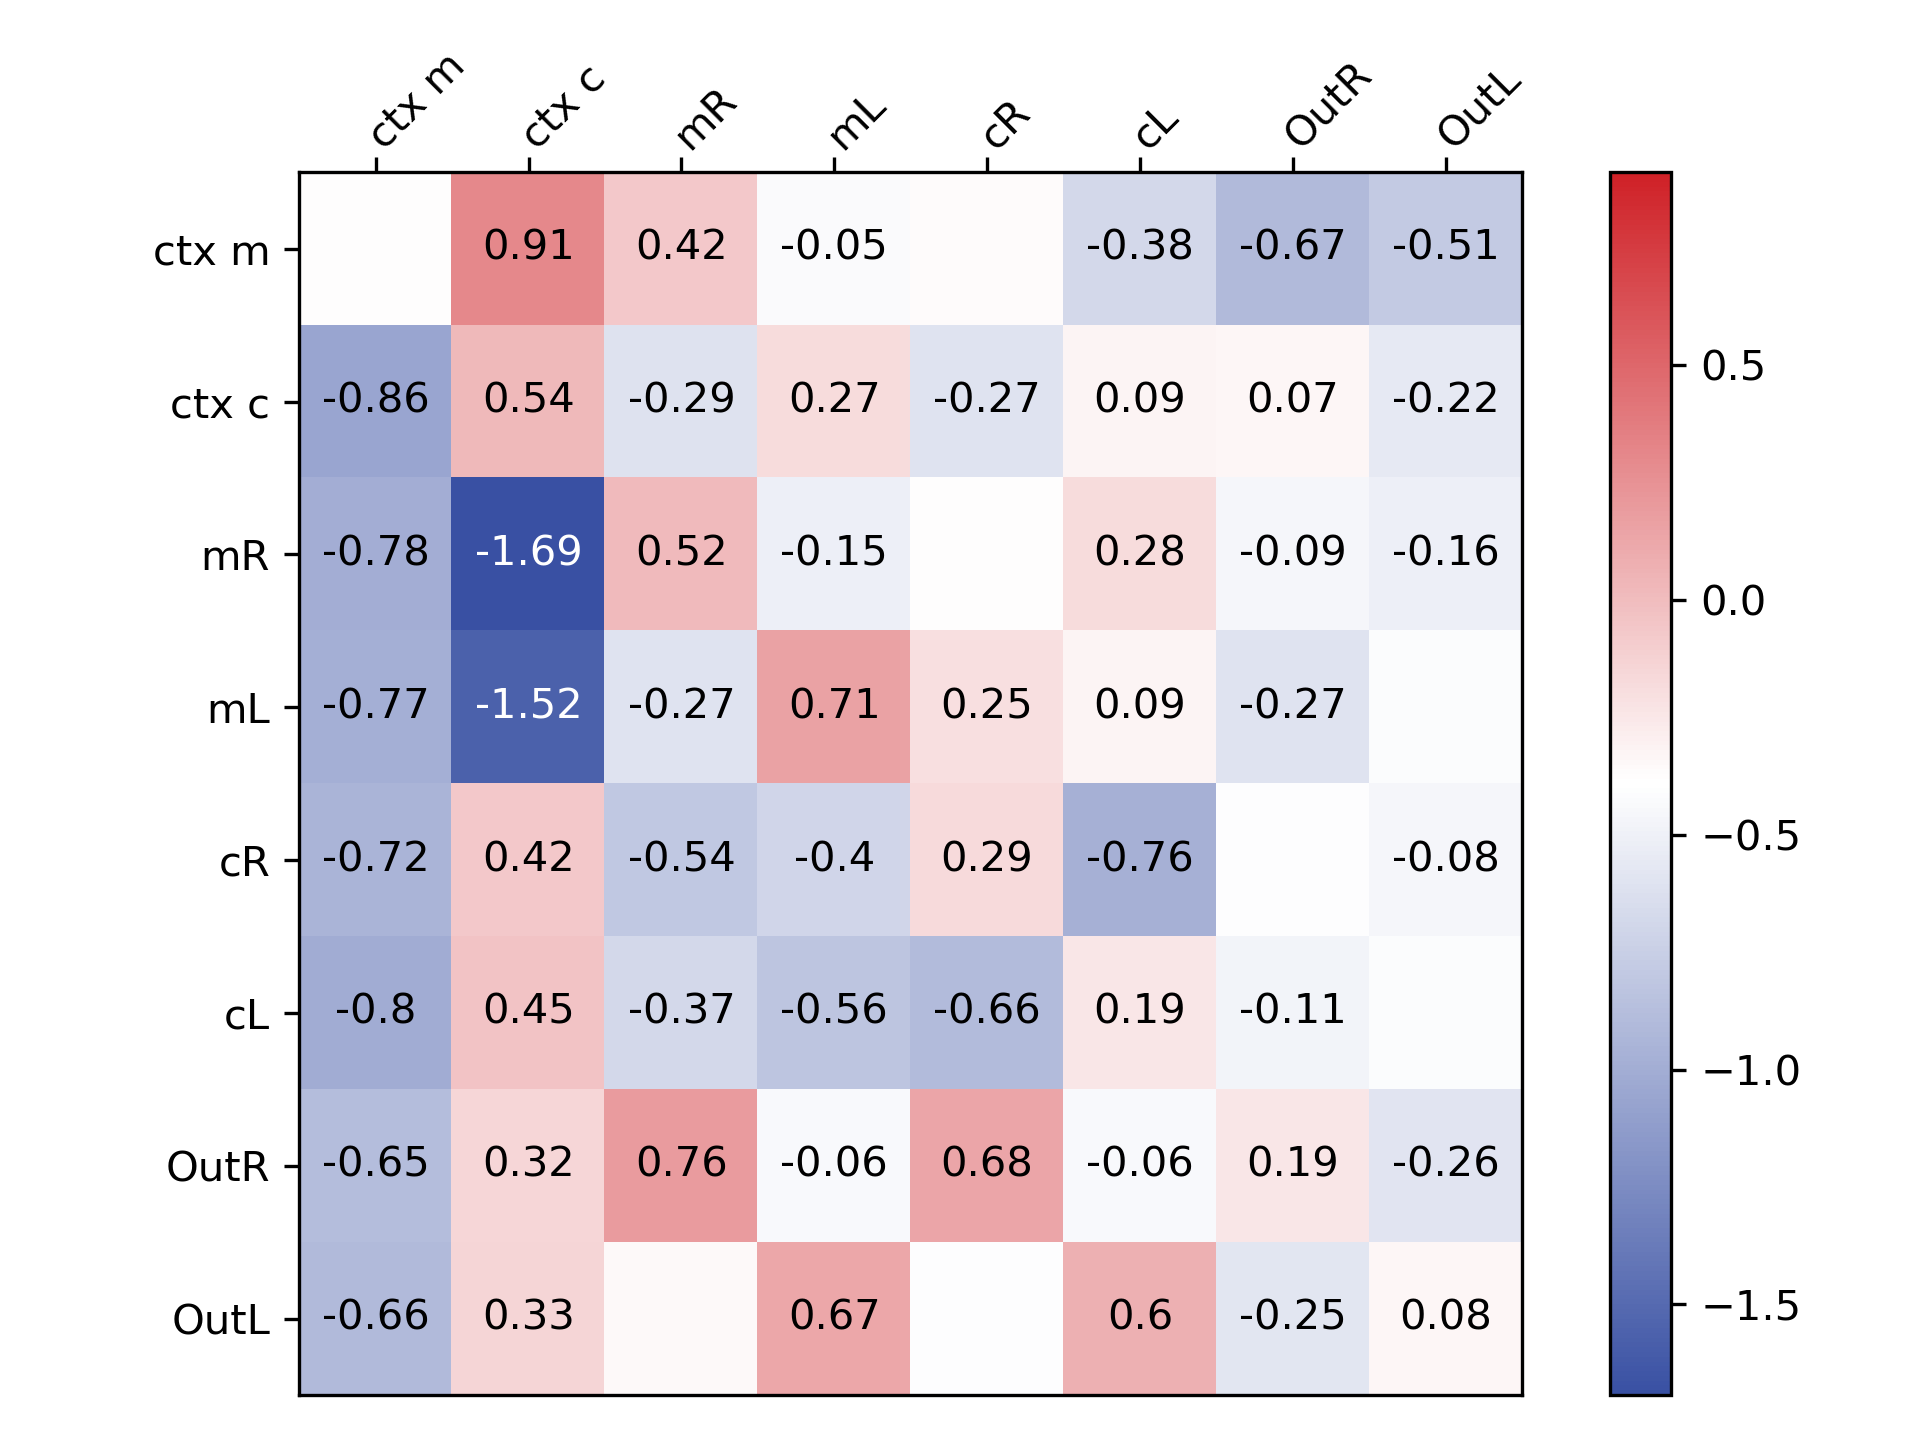 ctx m ctx c mR mL cR cL OutR OutL
ctx m 0.91 0.42 -0.05 -0.38 -0.67 -0.51
ctx c -0.86 0.54 -0.29 0.27 -0.27 0.09 0.07 -0.22
mR -0.78 -1.69 0.52 -0.15 0.28 -0.09 -0.16
mL -0.77 -1.52 -0.27 0.71 0.25 0.09 -0.27
cR -0.72 0.42 -0.54 -0.4 0.29 -0.76 -0.08
cL -0.8 0.45 -0.37 -0.56 -0.66 0.19 -0.11
OutR -0.65 0.32 0.76 -0.06 0.68 -0.06 0.19 -0.26
OutL -0.66 0.33 0.67 0.6 -0.25 0.08
0.5
0.0
−0.5
−1.0
−1.5